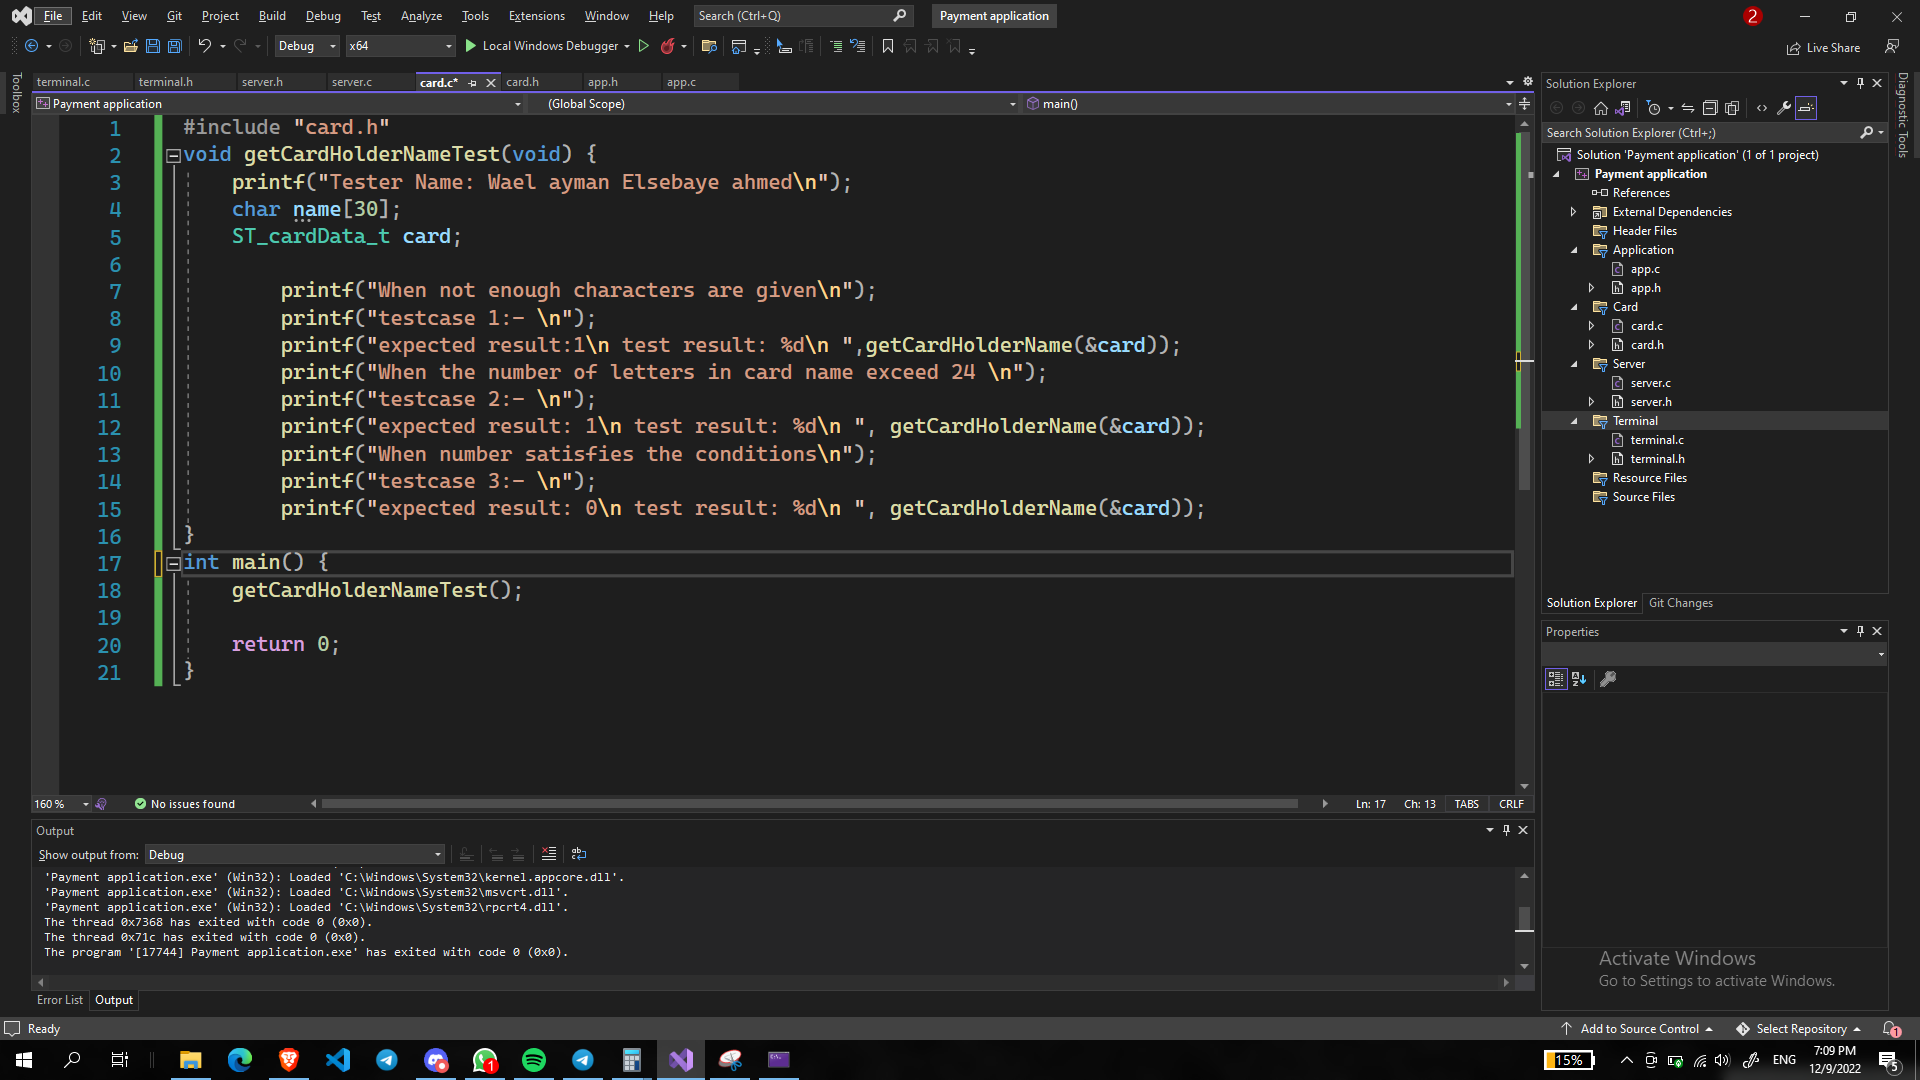 File Edit View Git Project Build Debug Test Analyze Tools Extensions Window Help Search (Ctrl+Q) Payment application 2
Debug x64 Local Windows Debugger Live Share
terminal.c terminal.h server.h server.c card.c* card.h app.h app.c
Toolbox
Payment application (Global Scope) main()
1 #include "card.h"
2 void getCardHolderNameTest(void) {
3 printf("Tester Name: Wael ayman Elsebaye ahmed\n");
4 char name[30];
5 ST_cardData_t card;
6
7 printf("When not enough characters are given\n");
8 printf("testcase 1:- \n");
9 printf("expected result:1\n test result: %d\n ",getCardHolderName(&card));
10 printf("When the number of letters in card name exceed 24 \n");
11 printf("testcase 2:- \n");
12 printf("expected result: 1\n test result: %d\n ", getCardHolderName(&card));
13 printf("When number satisfies the conditions\n");
14 printf("testcase 3:- \n");
15 printf("expected result: 0\n test result: %d\n ", getCardHolderName(&card));
16 }
17 int main() {
18 getCardHolderNameTest();
19
20 return 0;
21 }
160 % No issues found Ln: 17 Ch: 13 TABS CRLF
Output
Show output from: Debug
'Payment application.exe' (Win32): Loaded 'C:\Windows\System32\kernel.appcore.dll'.
'Payment application.exe' (Win32): Loaded 'C:\Windows\System32\msvcrt.dll'.
'Payment application.exe' (Win32): Loaded 'C:\Windows\System32\rpcrt4.dll'.
The thread 0x7368 has exited with code 0 (0x0).
The thread 0x71c has exited with code 0 (0x0).
The program '[17744] Payment application.exe' has exited with code 0 (0x0).
Error List Output
Solution Explorer
Search Solution Explorer (Ctrl+;)
Solution 'Payment application' (1 of 1 project)
Payment application
References
External Dependencies
Header Files
Application
app.c
app.h
Card
card.c
card.h
Server
server.c
server.h
Terminal
terminal.c
terminal.h
Resource Files
Source Files
Solution Explorer Git Changes
Properties
Diagnostic Tools
Activate Windows
Go to Settings to activate Windows.
Ready Add to Source Control Select Repository 1
1 15% ENG 7:09 PM 5
12/9/2022